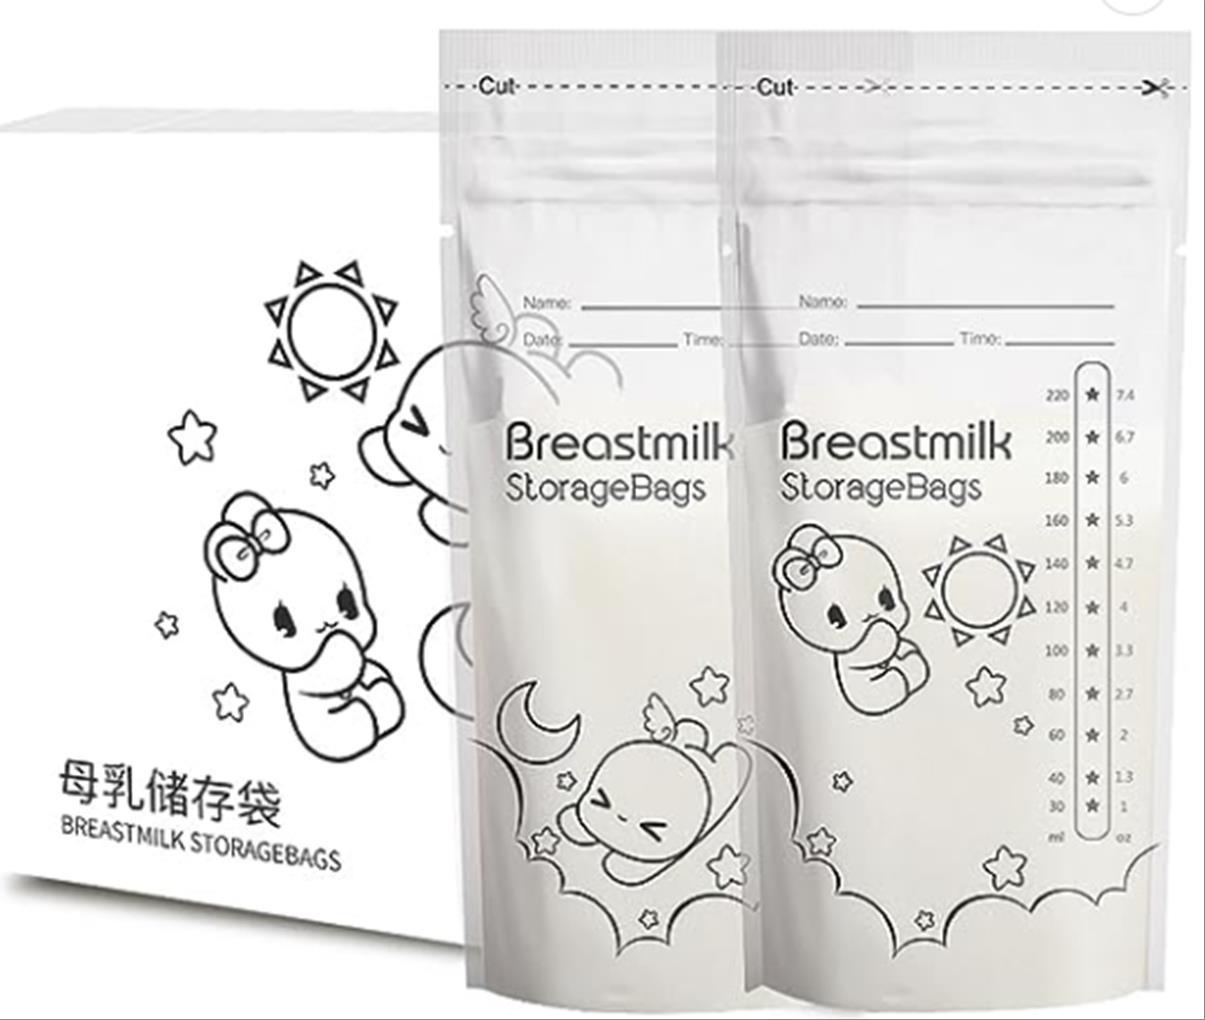 母乳储存袋
BREASTMILK STORAGEBAGS
Cut
Name:
Date: Time:
Breastmilk
StorageBags
Cut
Name:
Date: Time:
Breastmilk
StorageBags
220 7.4
200 6.7
180 6
160 5.3
140 4.7
120 4
100 3.3
80 2.7
60 2
40 1.3
30 1
ml oz